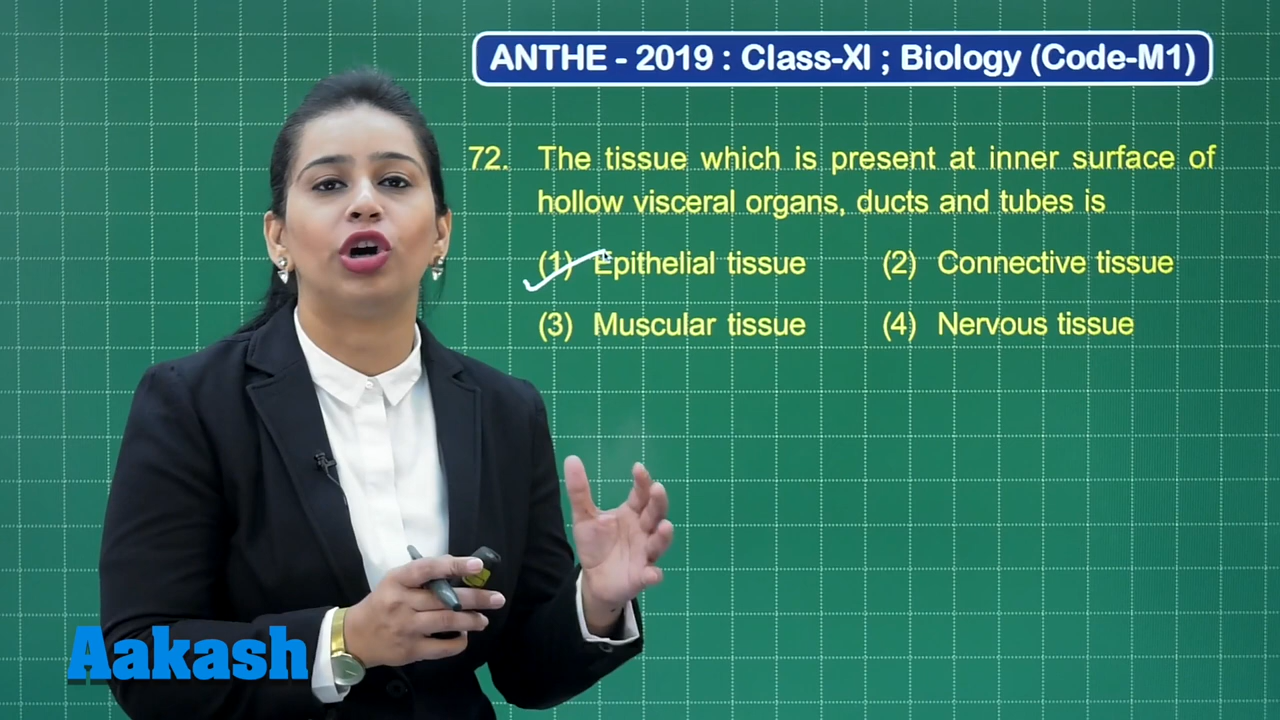 ANTHE - 2019 : Class-XI ; Biology (Code-M1)
72. The tissue which is present at inner surface of
hollow visceral organs, ducts and tubes is
(1) Epithelial tissue (2) Connective tissue
(3) Muscular tissue (4) Nervous tissue
Aakash